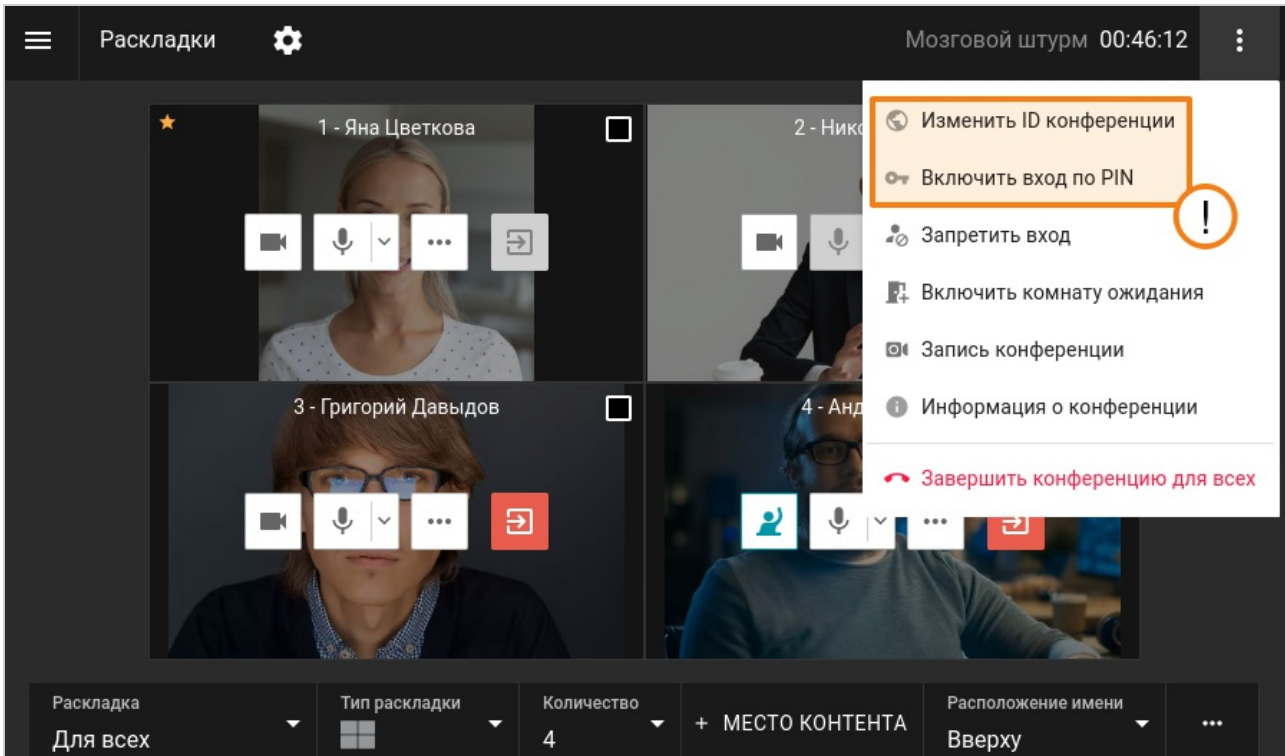 Раскладки
Мозговой штурм 00:46:12
1 - Яна Цветкова
2 -
Изменить ID конференции
Включить вход по PIN
!
Запретить вход
Включить комнату ожидания
Запись конференции
Информация о конференции
Завершить конференцию для всех
3 - Григорий Давыдов
4 -
Раскладка
Для всех
Тип раскладки
Количество
4
+ МЕСТО КОНТЕНТА
Расположение имени
Вверху